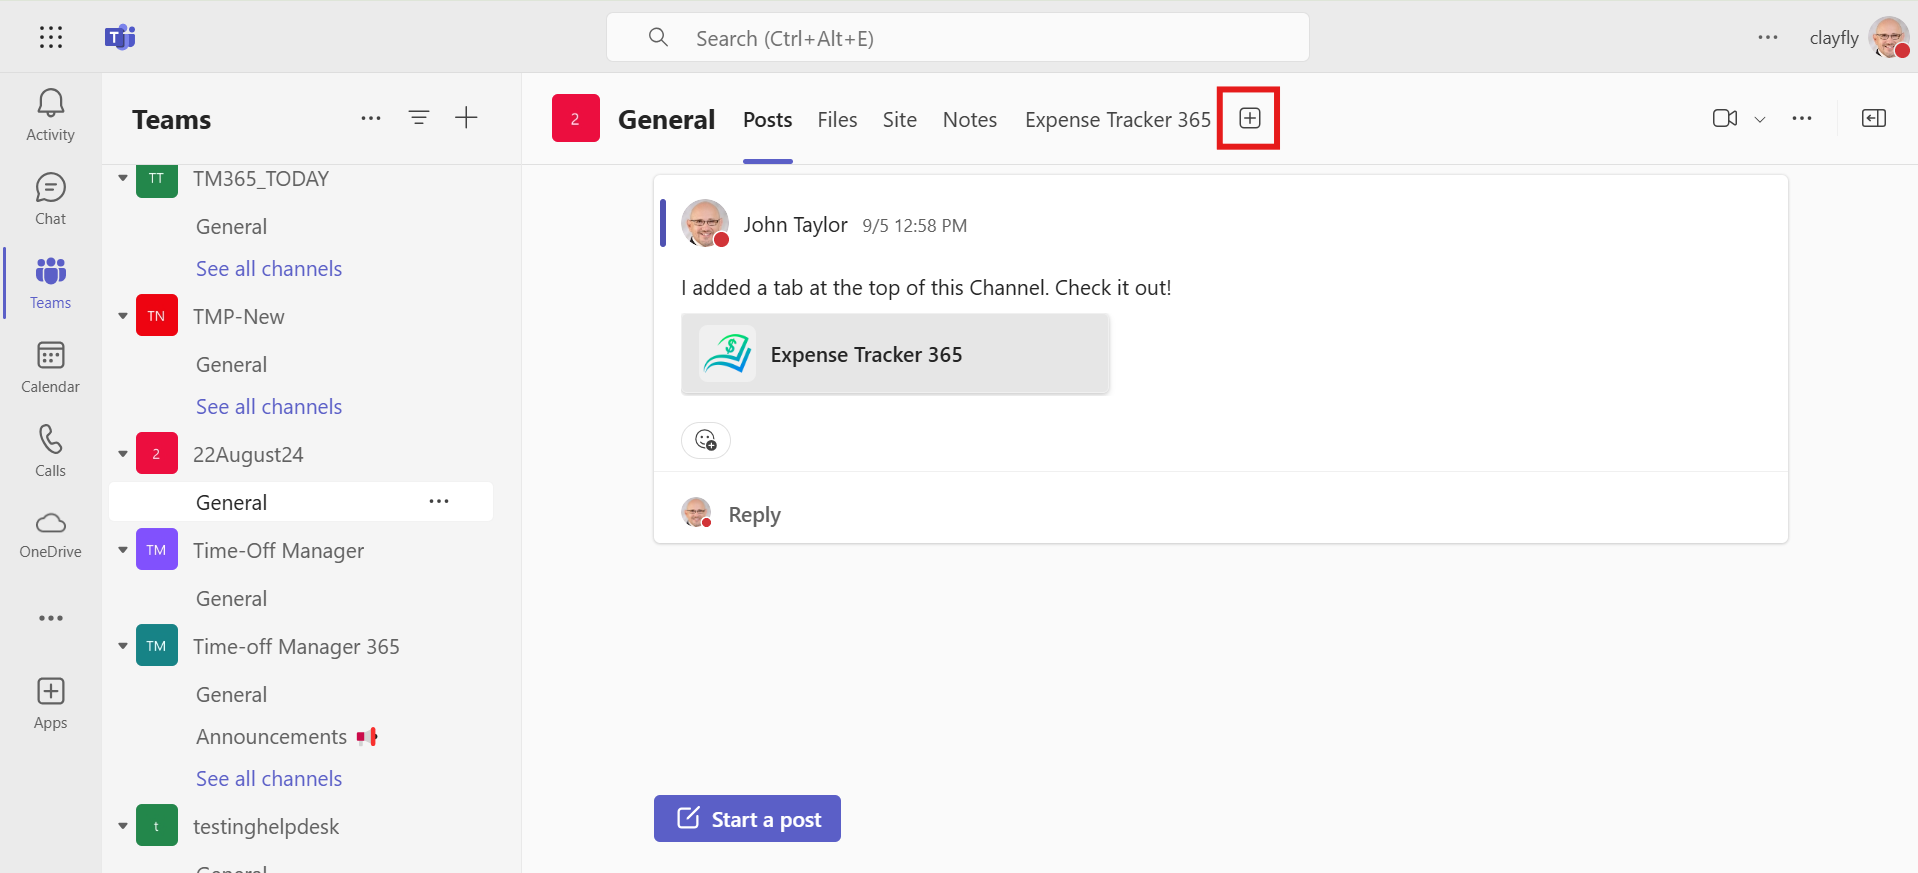 Search (Ctrl+Alt+E)
clayfly
Activity
Chat
Teams
Calendar
Calls
OneDrive
Apps
Teams
TT TM365_TODAY
General
See all channels
TN TMP-New
General
See all channels
2 22August24
General
TM Time-Off Manager
General
TM Time-off Manager 365
General
Announcements
See all channels
t testinghelpdesk
General
2 General Posts Files Site Notes Expense Tracker 365
John Taylor 9/5 12:58 PM
I added a tab at the top of this Channel. Check it out!
Expense Tracker 365
Reply
Start a post